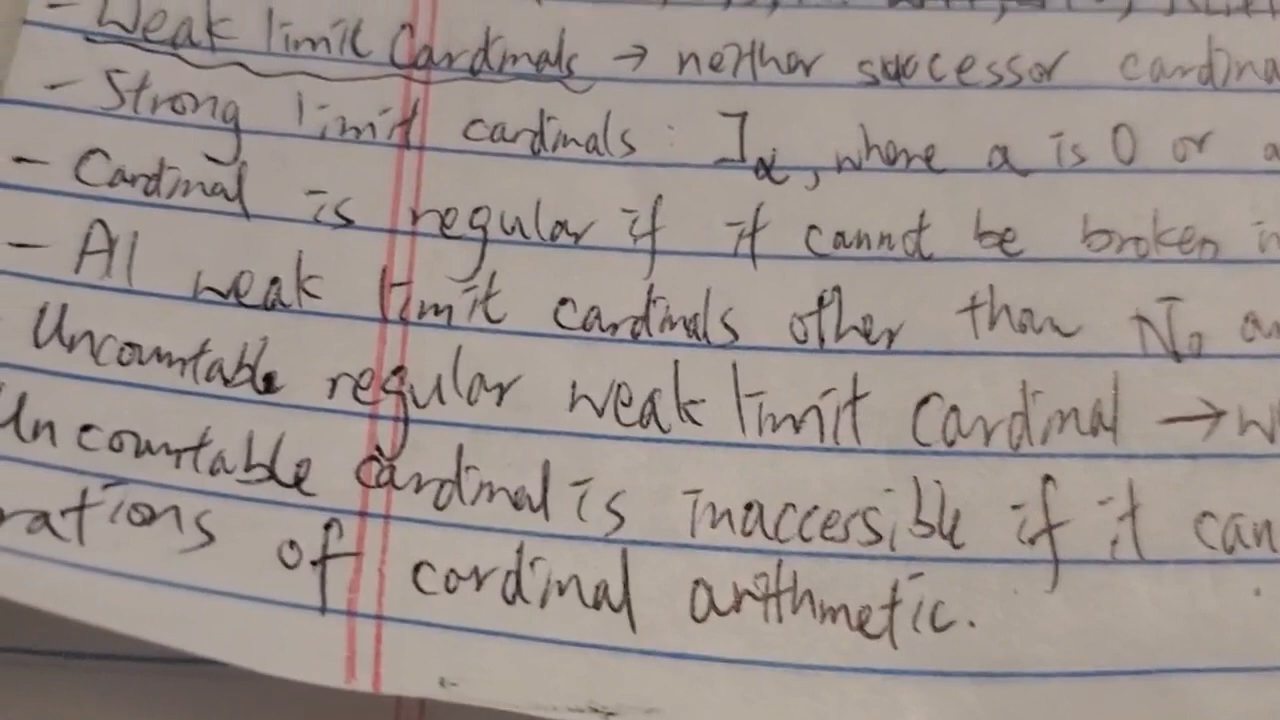 - Weak limit Cardinals → neither successor cardina
- Strong limit cardinals : ℶα, where α is 0 or a
- Cardinal is regular if it cannot be broken in
- All weak limit cardinals other than ℵ₀ a
Uncountable regular weak limit Cardinal → w
Uncountable cardinal is inaccessible if it can
rations of cardinal arithmetic.